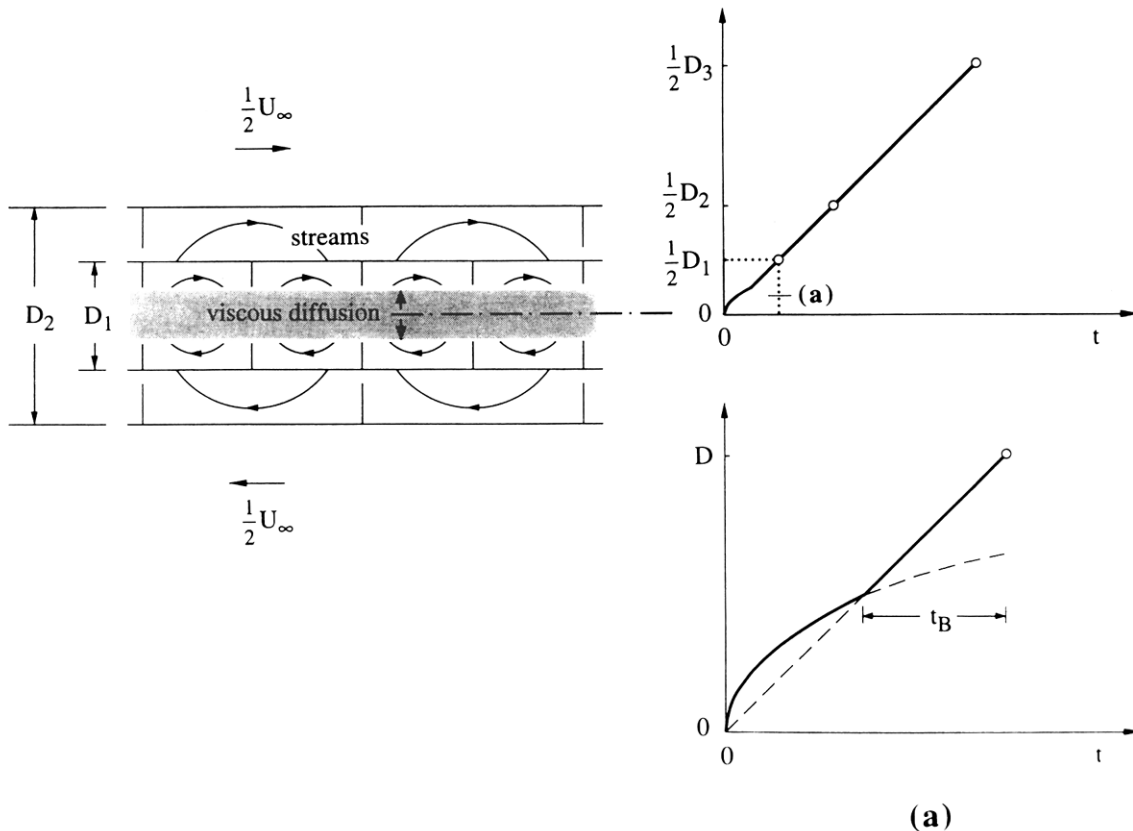 ½U∞
D₂
D₁
streams
viscous diffusion
½U∞
½D₃
½D₂
½D₁
0
(a)
0
t
D
t_B
0
0
t
(a)